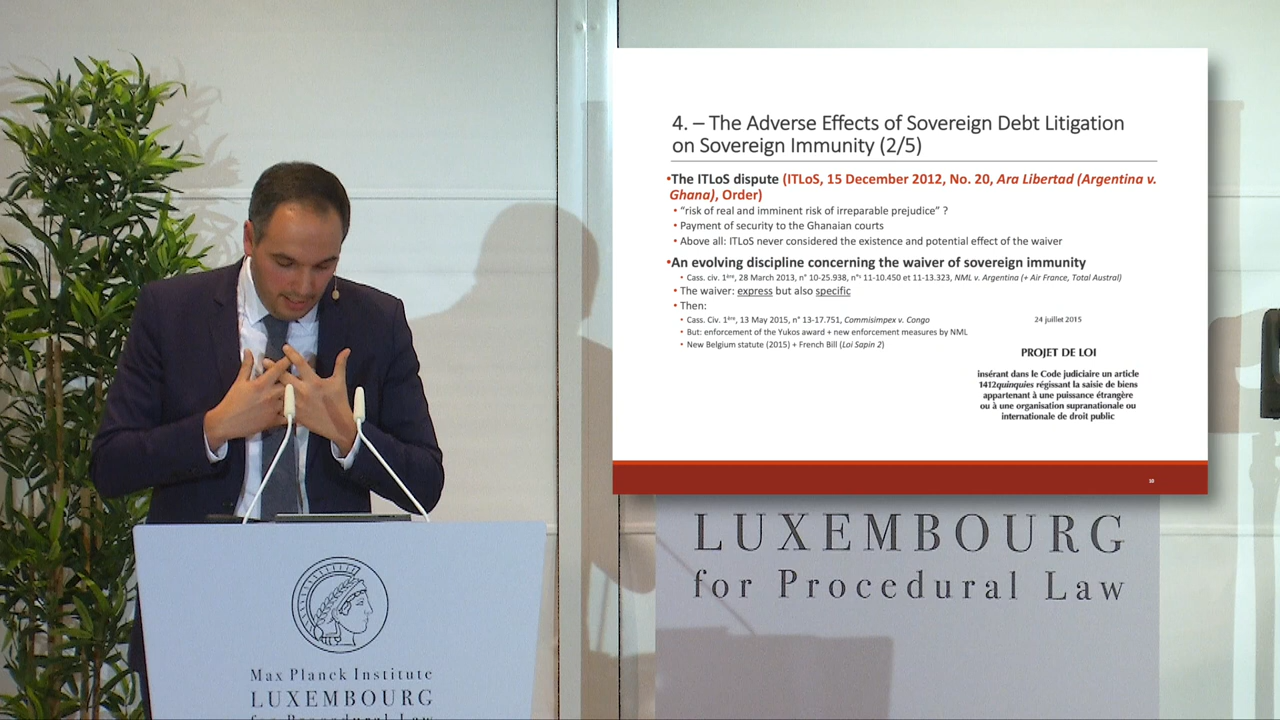 4. – The Adverse Effects of Sovereign Debt Litigation
on Sovereign Immunity (2/5)
•The ITLoS dispute (ITLoS, 15 December 2012, No. 20, Ara Libertad (Argentina v.
Ghana), Order)
• “risk of real and imminent risk of irreparable prejudice” ?
• Payment of security to the Ghanaian courts
• Above all: ITLoS never considered the existence and potential effect of the waiver
•An evolving discipline concerning the waiver of sovereign immunity
• Cass. civ. 1ère, 28 March 2013, n° 10-25.938, n°s 11-10.450 et 11-13.323, NML v. Argentina (+ Air France, Total Austral)
• The waiver: express but also specific
• Then:
• Cass. Civ. 1ère, 13 May 2015, n° 13-17.751, Commisimpex v. Congo
• But: enforcement of the Yukos award + new enforcement measures by NML
• New Belgium statute (2015) + French Bill (Loi Sapin 2)
24 juillet 2015
PROJET DE LOI
insérant dans le Code judiciaire un article
1412quinquies régissant la saisie de biens
appartenant à une puissance étrangère
ou à une organisation supranationale ou
internationale de droit public
10
LUXEMBOURG
for Procedural Law
Max Planck Institute
LUXEMBOURG
for Procedural Law